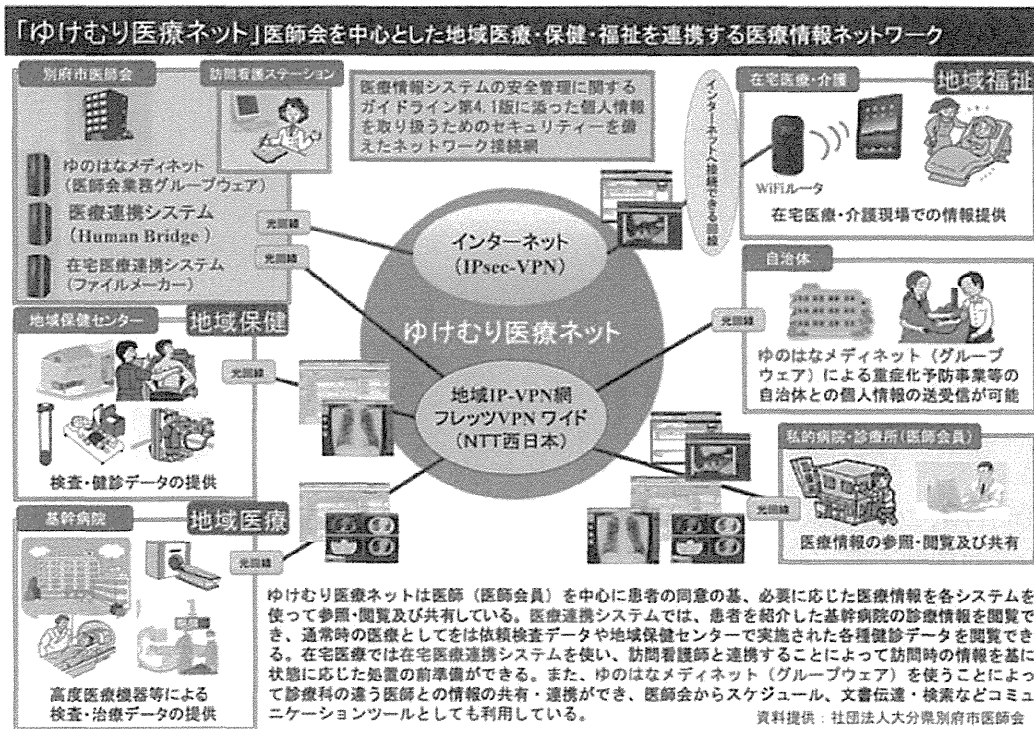 「ゆけむり医療ネット」医師会を中心とした地域医療・保健・福祉を連携する医療情報ネットワーク
別府市医師会
訪問看護ステーション
ゆのはなメディネット
(医師会業務グループウェア)
医療連携システム
(Human Bridge)
在宅医療連携システム
(ファイルメーカー)
光回線
光回線
医療情報システムの安全管理に関する
ガイドライン第4.1版に添った個人情報
を取り扱うためのセキュリティーを備
えたネットワーク接続網
インターネットへ接続できる回線
在宅医療・介護
地域福祉
WiFiルータ
在宅医療・介護現場での情報提供
インターネット
(IPsec-VPN)
ゆけむり医療ネット
地域IP-VPN網
フレッツVPN ワイド
(NTT西日本)
自治体
光回線
ゆのはなメディネット(グループ
ウェア)による重症化予防事業等の
自治体との個人情報の送受信が可能
地域保健センター
地域保健
光回線
検査・健診データの提供
私的病院・診療所(医師会員)
光回線
医療情報の参照・閲覧及び共有
基幹病院
地域医療
光回線
高度医療機器等による
検査・治療データの提供
ゆけむり医療ネットは医師(医師会員)を中心に患者の同意の基、必要に応じた医療情報を各システムを
使って参照・閲覧及び共有している。医療連携システムでは、患者を紹介した基幹病院の診療情報を閲覧で
き、通常時の医療としてをは依頼検査データや地域保健センターで実施された各種健診データを閲覧でき
る。在宅医療では在宅医療連携システムを使い、訪問看護師と連携することによって訪問時の情報を基に
状態に応じた処置の前準備ができる。また、ゆのはなメディネット(グループウェア)を使うことによっ
て診療科の違う医師との情報の共有・連携ができ、医師会からスケジュール、文書伝達・検索などコミュ
ニケーションツールとしても利用している。
資料提供:社団法人大分県別府市医師会